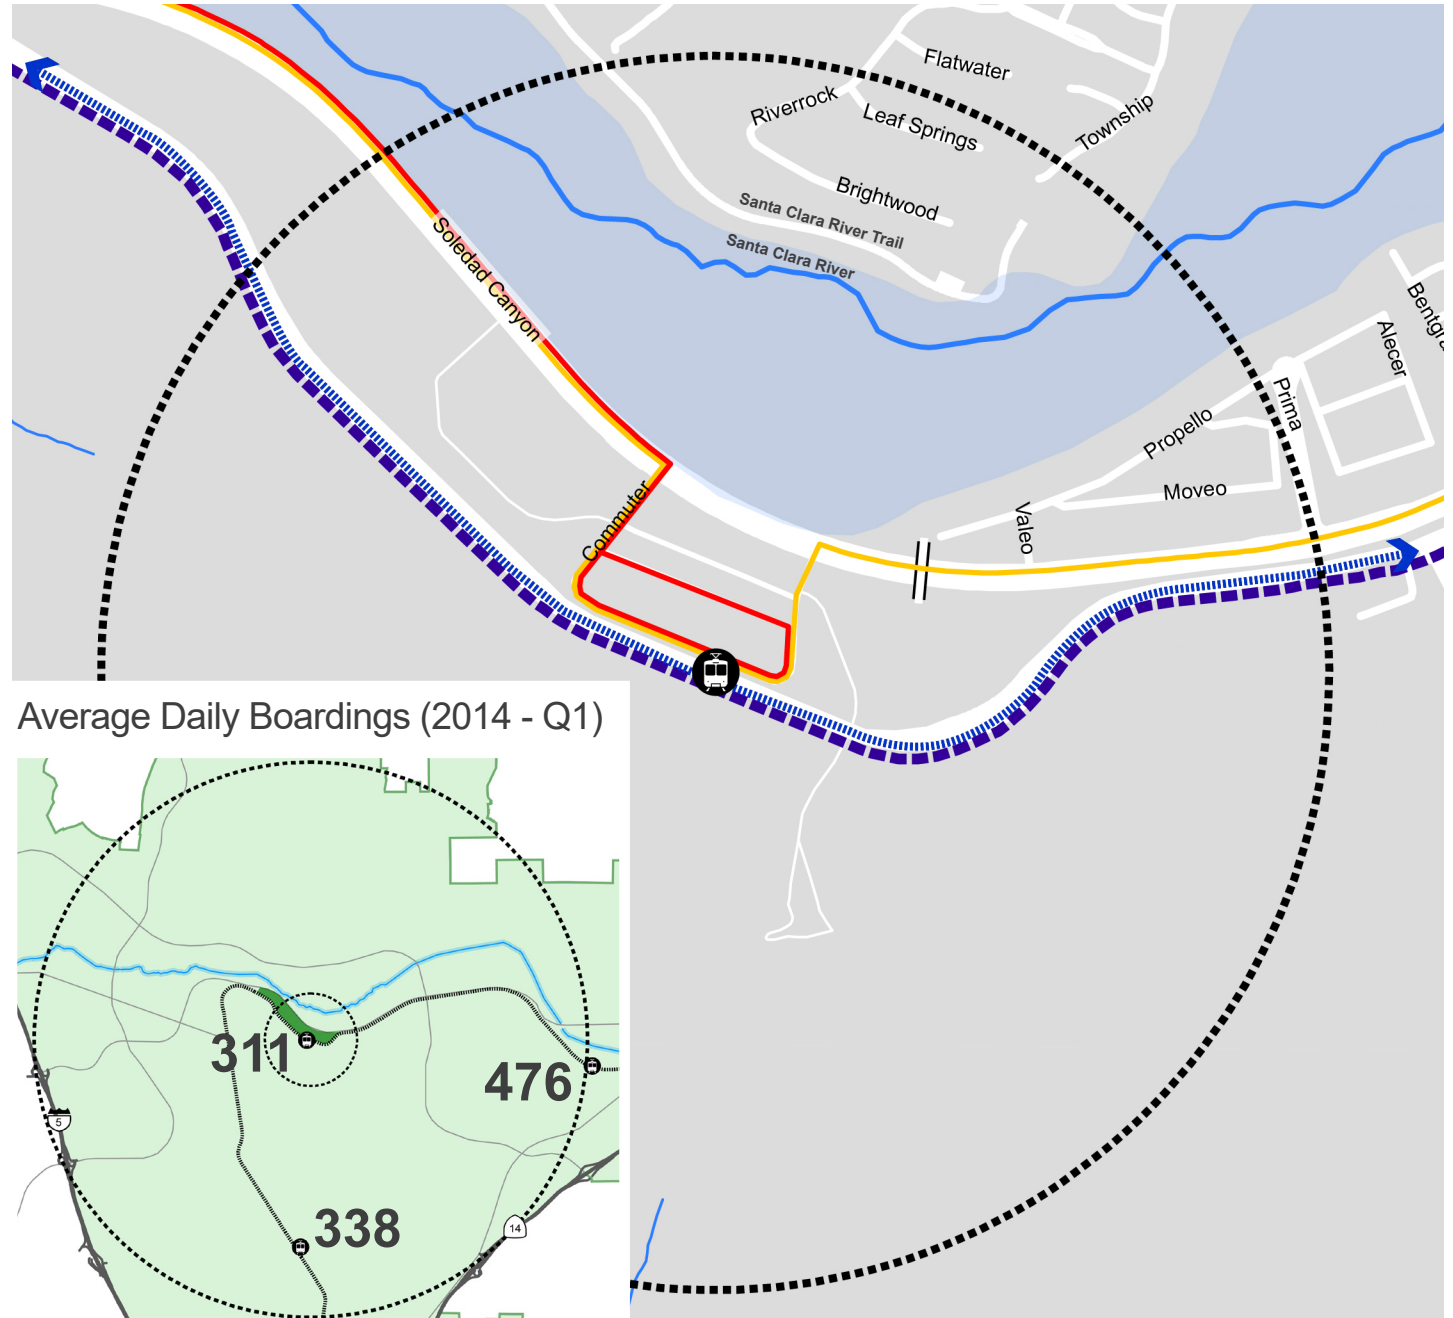 Flatwater
Riverrock
Leaf Springs
Township
Brightwood
Santa Clara River Trail
Santa Clara River
Soledad Canyon
Alecer
Prima
Propello
Moveo
Valeo
Commuter
Average Daily Boardings (2014 - Q1)
311
476
5
338
14